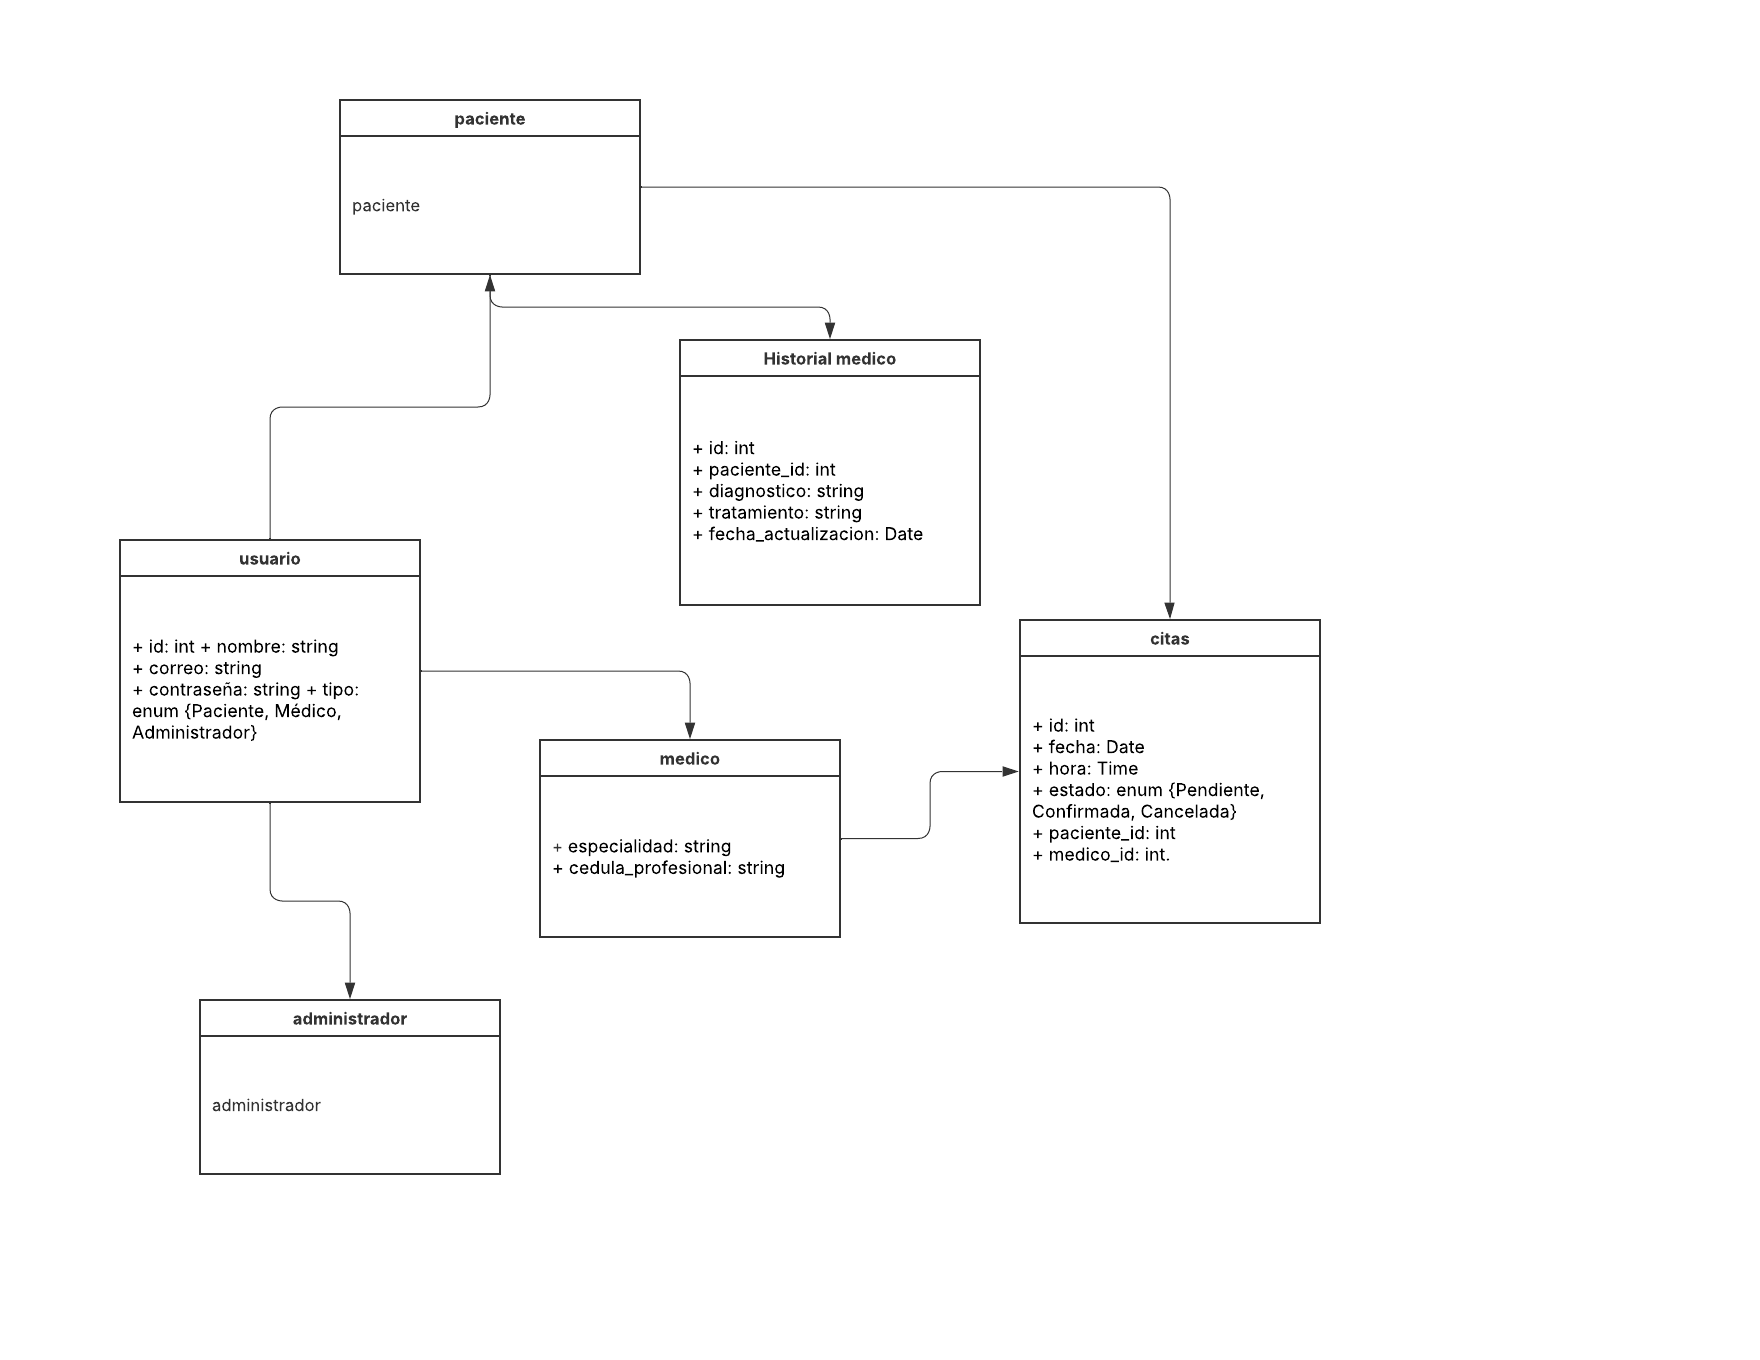 paciente
paciente
Historial medico
+ id: int
+ paciente_id: int
+ diagnostico: string
+ tratamiento: string
+ fecha_actualizacion: Date
usuario
+ id: int + nombre: string
+ correo: string
+ contraseña: string + tipo:
enum {Paciente, Médico,
Administrador}
medico
+ especialidad: string
+ cedula_profesional: string
citas
+ id: int
+ fecha: Date
+ hora: Time
+ estado: enum {Pendiente,
Confirmada, Cancelada}
+ paciente_id: int
+ medico_id: int.
administrador
administrador